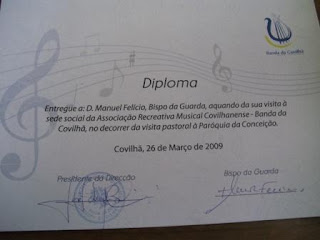 Banda da Covilhã
Diploma
Entregue a: D. Manuel Felício, Bispo da Guarda, aquando da sua visita à
sede social da Associação Recreativa Musical Covilhanense - Banda da
Covilhã, no decorrer da visita pastoral à Paróquia da Conceição.
Covilhã, 26 de Março de 2009
Presidente da Direcção
Bispo da Guarda